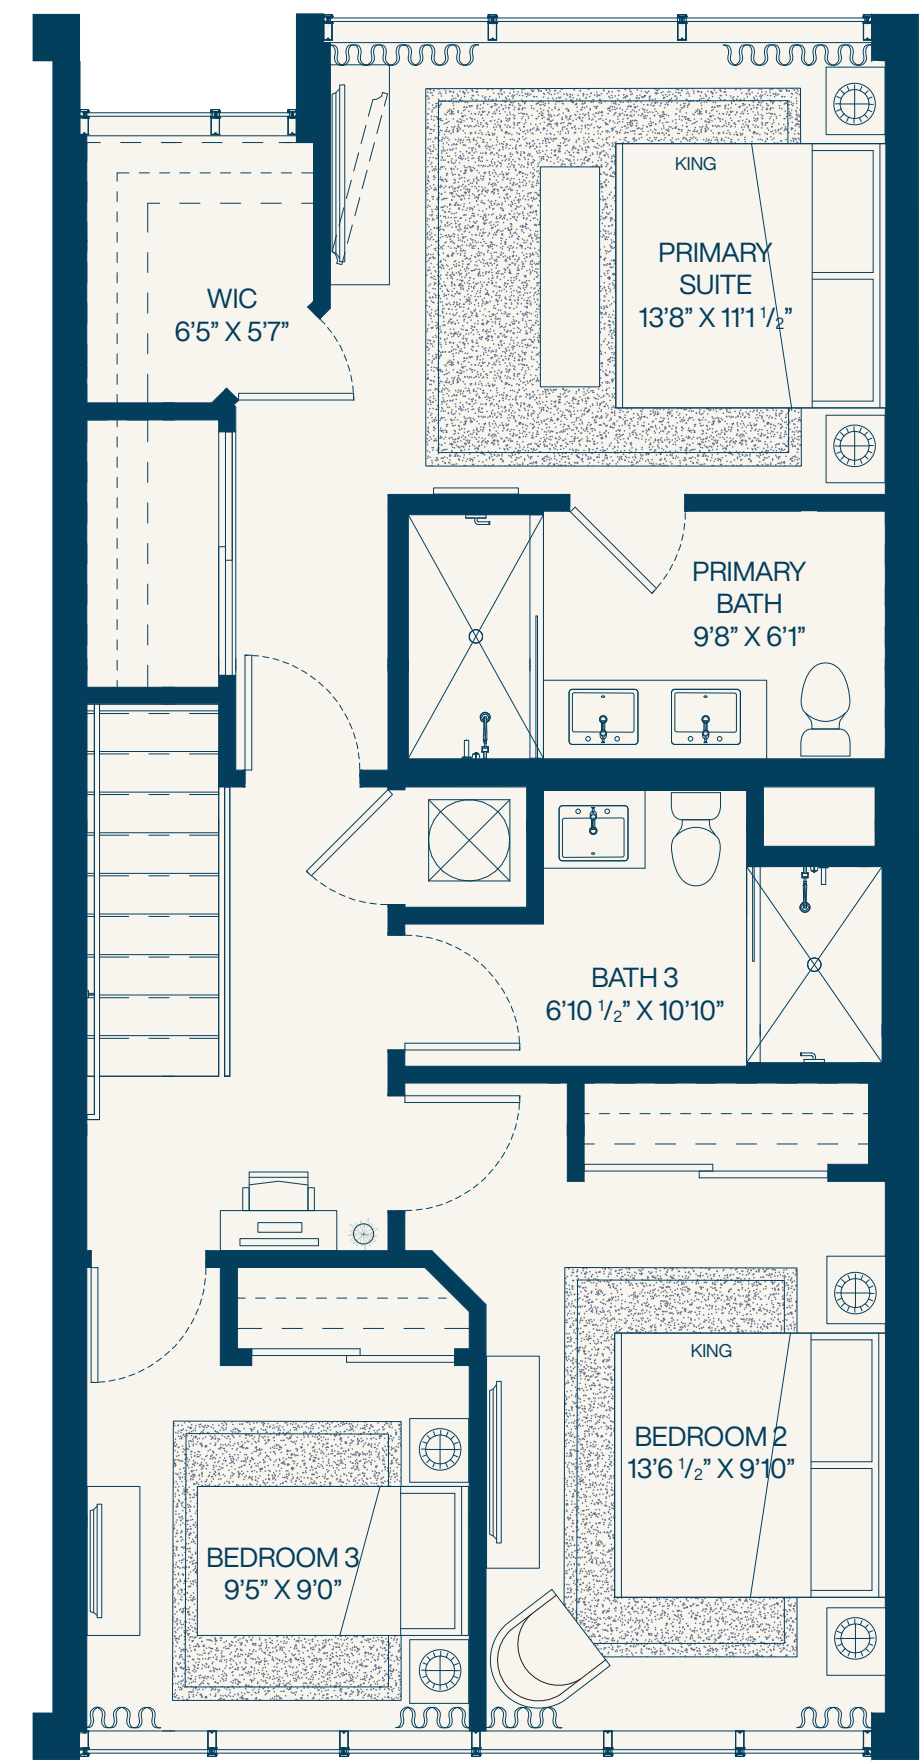 KING
PRIMARY
SUITE
13'8" X 11'1 1/2"
WIC
6'5" X 5'7"
PRIMARY
BATH
9'8" X 6'1"
BATH 3
6'10 1/2" X 10'10"
KING
BEDROOM 2
13'6 1/2" X 9'10"
BEDROOM 3
9'5" X 9'0"